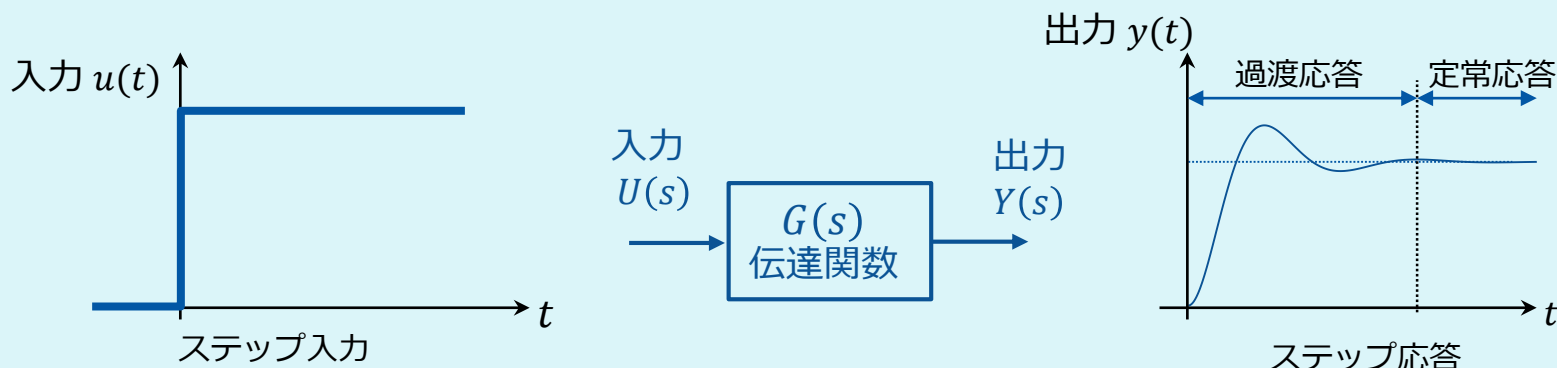 入力 u(t)
t
ステップ入力
入力
U(s)
G(s)
伝達関数
出力
Y(s)
出力 y(t)
過渡応答
定常応答
t
ステップ応答